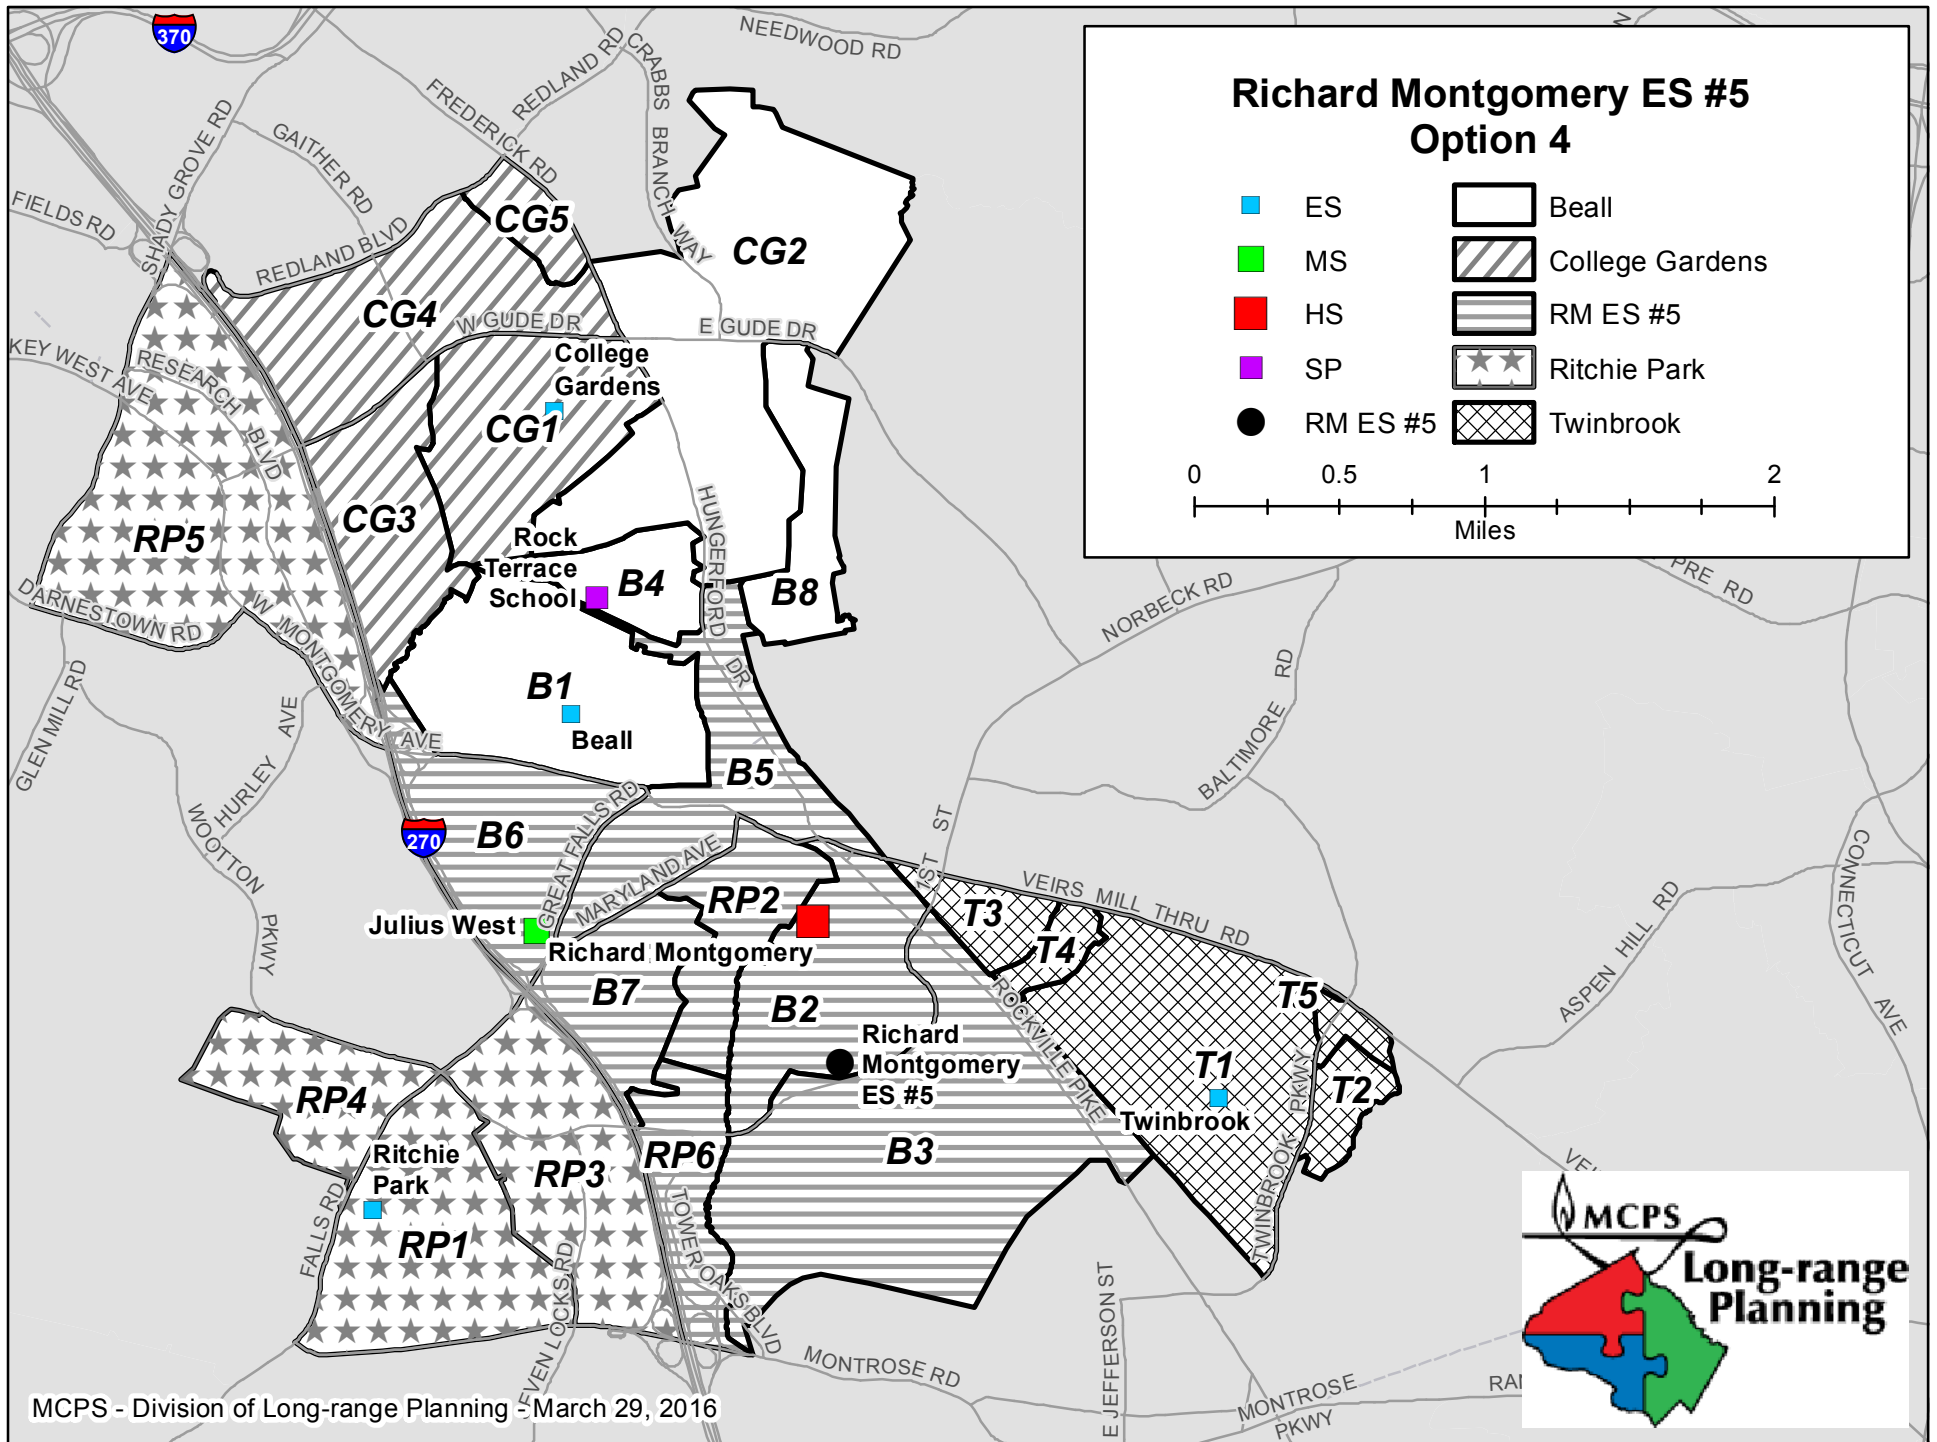 370
NEEDWOOD RD
REDLAND RD
CRABBS BRANCH WAY
FREDERICK RD
SHADY GROVE RD
GAITHER RD
FIELDS RD
REDLAND BLVD
Richard Montgomery ES #5
Option 4
ES
Beall
MS
College Gardens
HS
RM ES #5
SP
Ritchie Park
RM ES #5
Twinbrook
0
0.5
1
2
Miles
CG5
CG2
CG4
W GUDE DR
E GUDE DR
KEY WEST AVE
RESEARCH BLVD
College
Gardens
CG1
CG3
RP5
HUNGERFORD DR
Rock
Terrace
School
B4
B8
DARNESTOWN RD
W MONTGOMERY AVE
NORBECK RD
PRE RD
GLEN MILL RD
HURLEY AVE
B1
Beall
BALTIMORE RD
WOOTTON PKWY
B5
270
B6
GREAT FALLS RD
MARYLAND AVE
1ST ST
VEIRS MILL THRU RD
CONNECTICUT AVE
ASPEN HILL RD
RP2
T3
T4
Julius West
Richard Montgomery
B7
B2
T5
ROCKVILLE PIKE
Richard
Montgomery
ES #5
T1
T2
Twinbrook
TWINBROOK PKWY
RP4
Ritchie
Park
RP3
RP6
B3
FALLS RD
RP1
TOWER OAKS BLVD
SEVEN LOCKS RD
MONTROSE RD
E JEFFERSON ST
MONTROSE PKWY
RAN
VEI
MCPS
Long-range
Planning
MCPS - Division of Long-range Planning - March 29, 2016